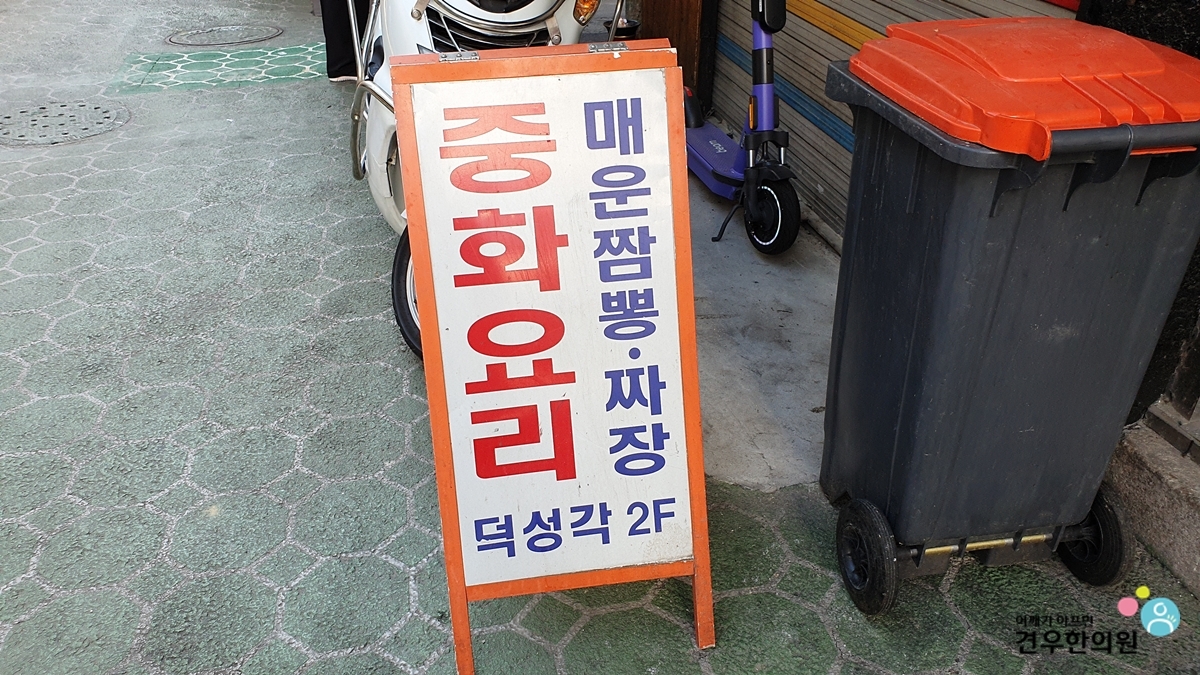 중화요리
매운짬뽕·짜장
덕성각 2F
어깨가 아프면
견우한의원